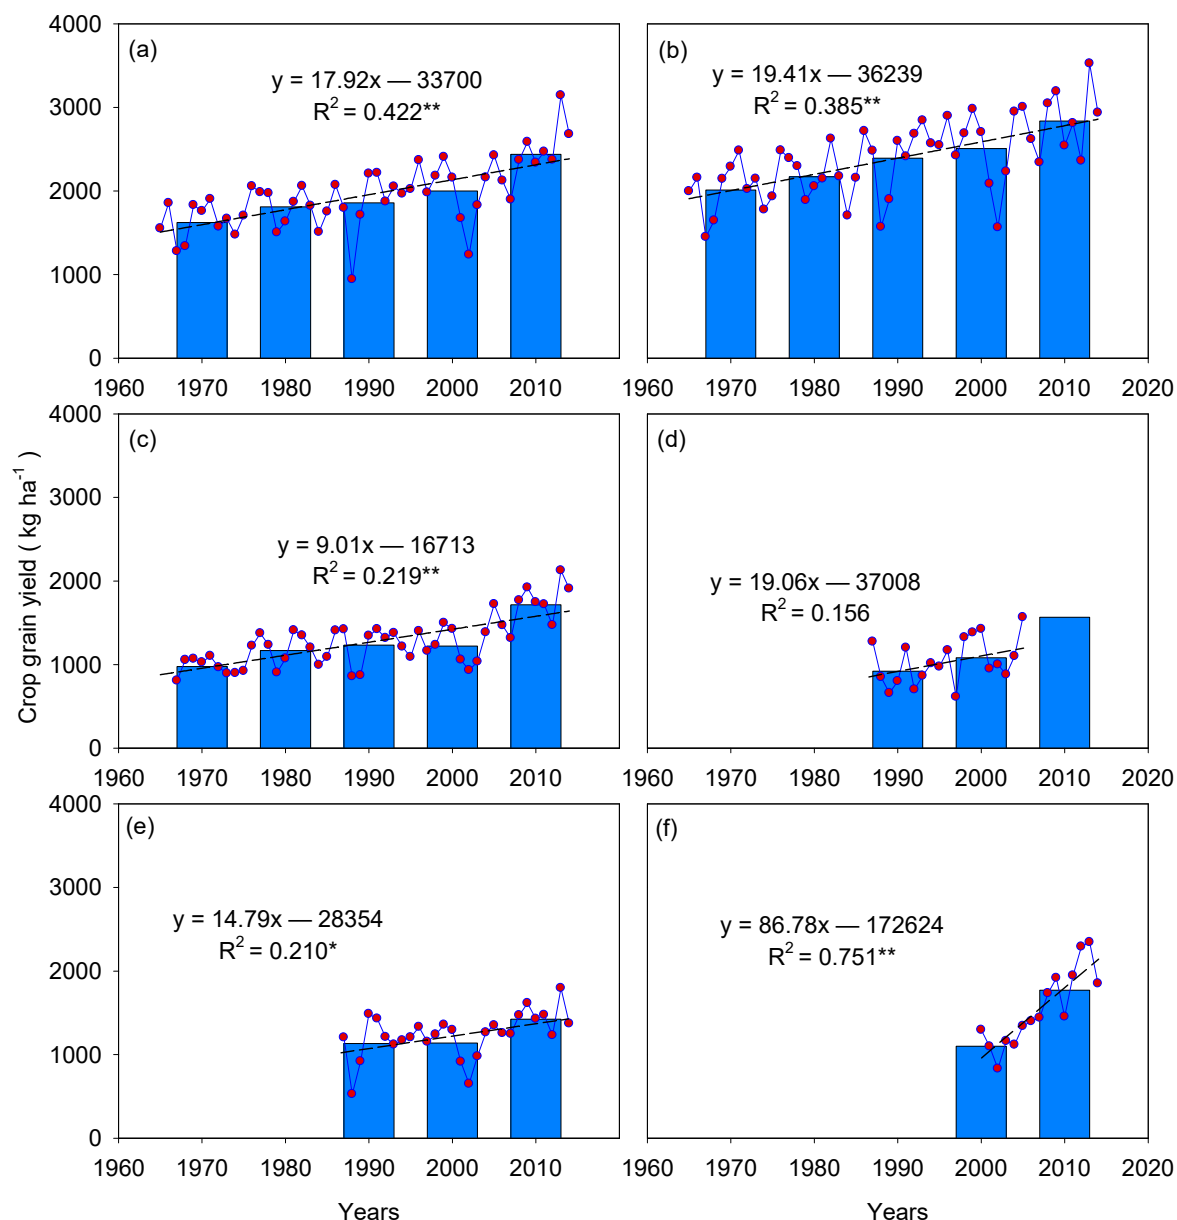 4000
3000
2000
1000
0
(a)
y = 17.92x — 33700
R² = 0.422**
1960 1970 1980 1990 2000 2010
(b)
y = 19.41x — 36239
R² = 0.385**
1960 1970 1980 1990 2000 2010 2020
Crop grain yield ( kg ha⁻¹ )
4000
3000
2000
1000
0
(c)
y = 9.01x — 16713
R² = 0.219**
1960 1970 1980 1990 2000 2010
(d)
y = 19.06x — 37008
R² = 0.156
1960 1970 1980 1990 2000 2010 2020
4000
3000
2000
1000
0
(e)
y = 14.79x — 28354
R² = 0.210*
1960 1970 1980 1990 2000 2010
Years
(f)
y = 86.78x — 172624
R² = 0.751**
1960 1970 1980 1990 2000 2010 2020
Years